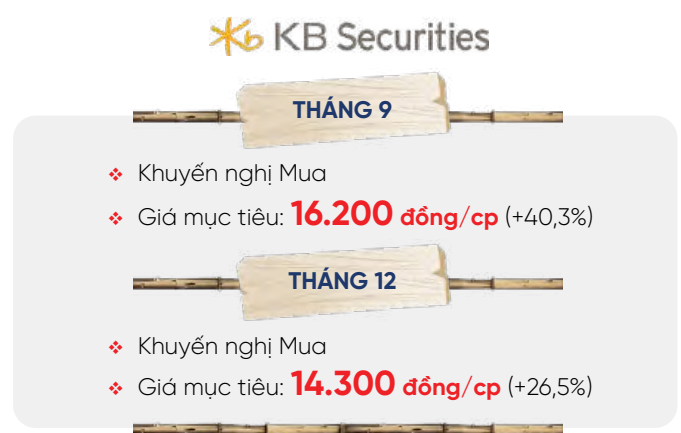 KB Securities
THÁNG 9
Khuyến nghị Mua
Giá mục tiêu: 16.200 đồng/cp (+40,3%)
THÁNG 12
Khuyến nghị Mua
Giá mục tiêu: 14.300 đồng/cp (+26,5%)